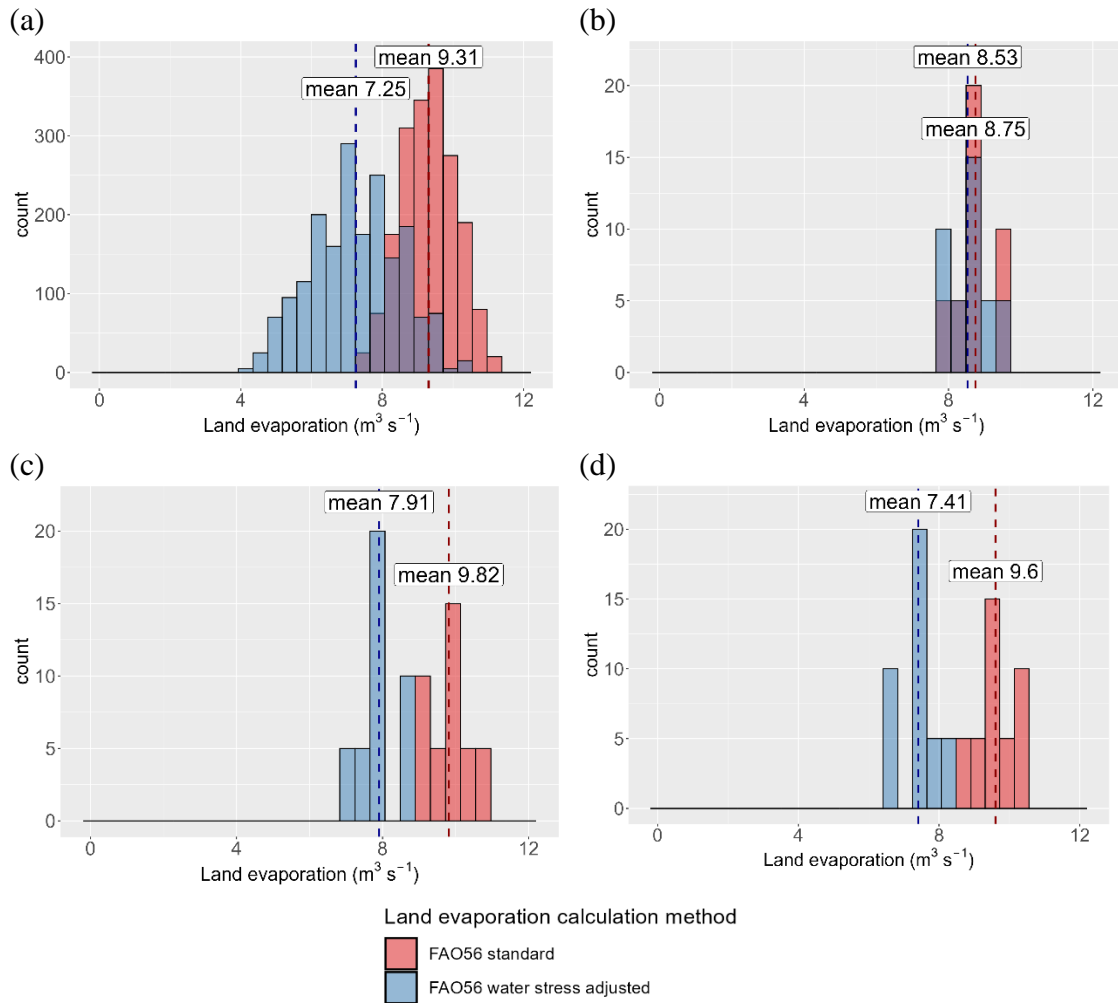 (a)
mean 9.31
mean 7.25
400
300
200
100
0
count
0
4
8
12
Land evaporation (m³ s⁻¹)
(b)
mean 8.53
mean 8.75
20
15
10
5
0
count
0
4
8
12
Land evaporation (m³ s⁻¹)
(c)
mean 7.91
mean 9.82
20
15
10
5
0
count
0
4
8
12
Land evaporation (m³ s⁻¹)
(d)
mean 7.41
mean 9.6
20
15
10
5
0
count
0
4
8
12
Land evaporation (m³ s⁻¹)
Land evaporation calculation method
FAO56 standard
FAO56 water stress adjusted